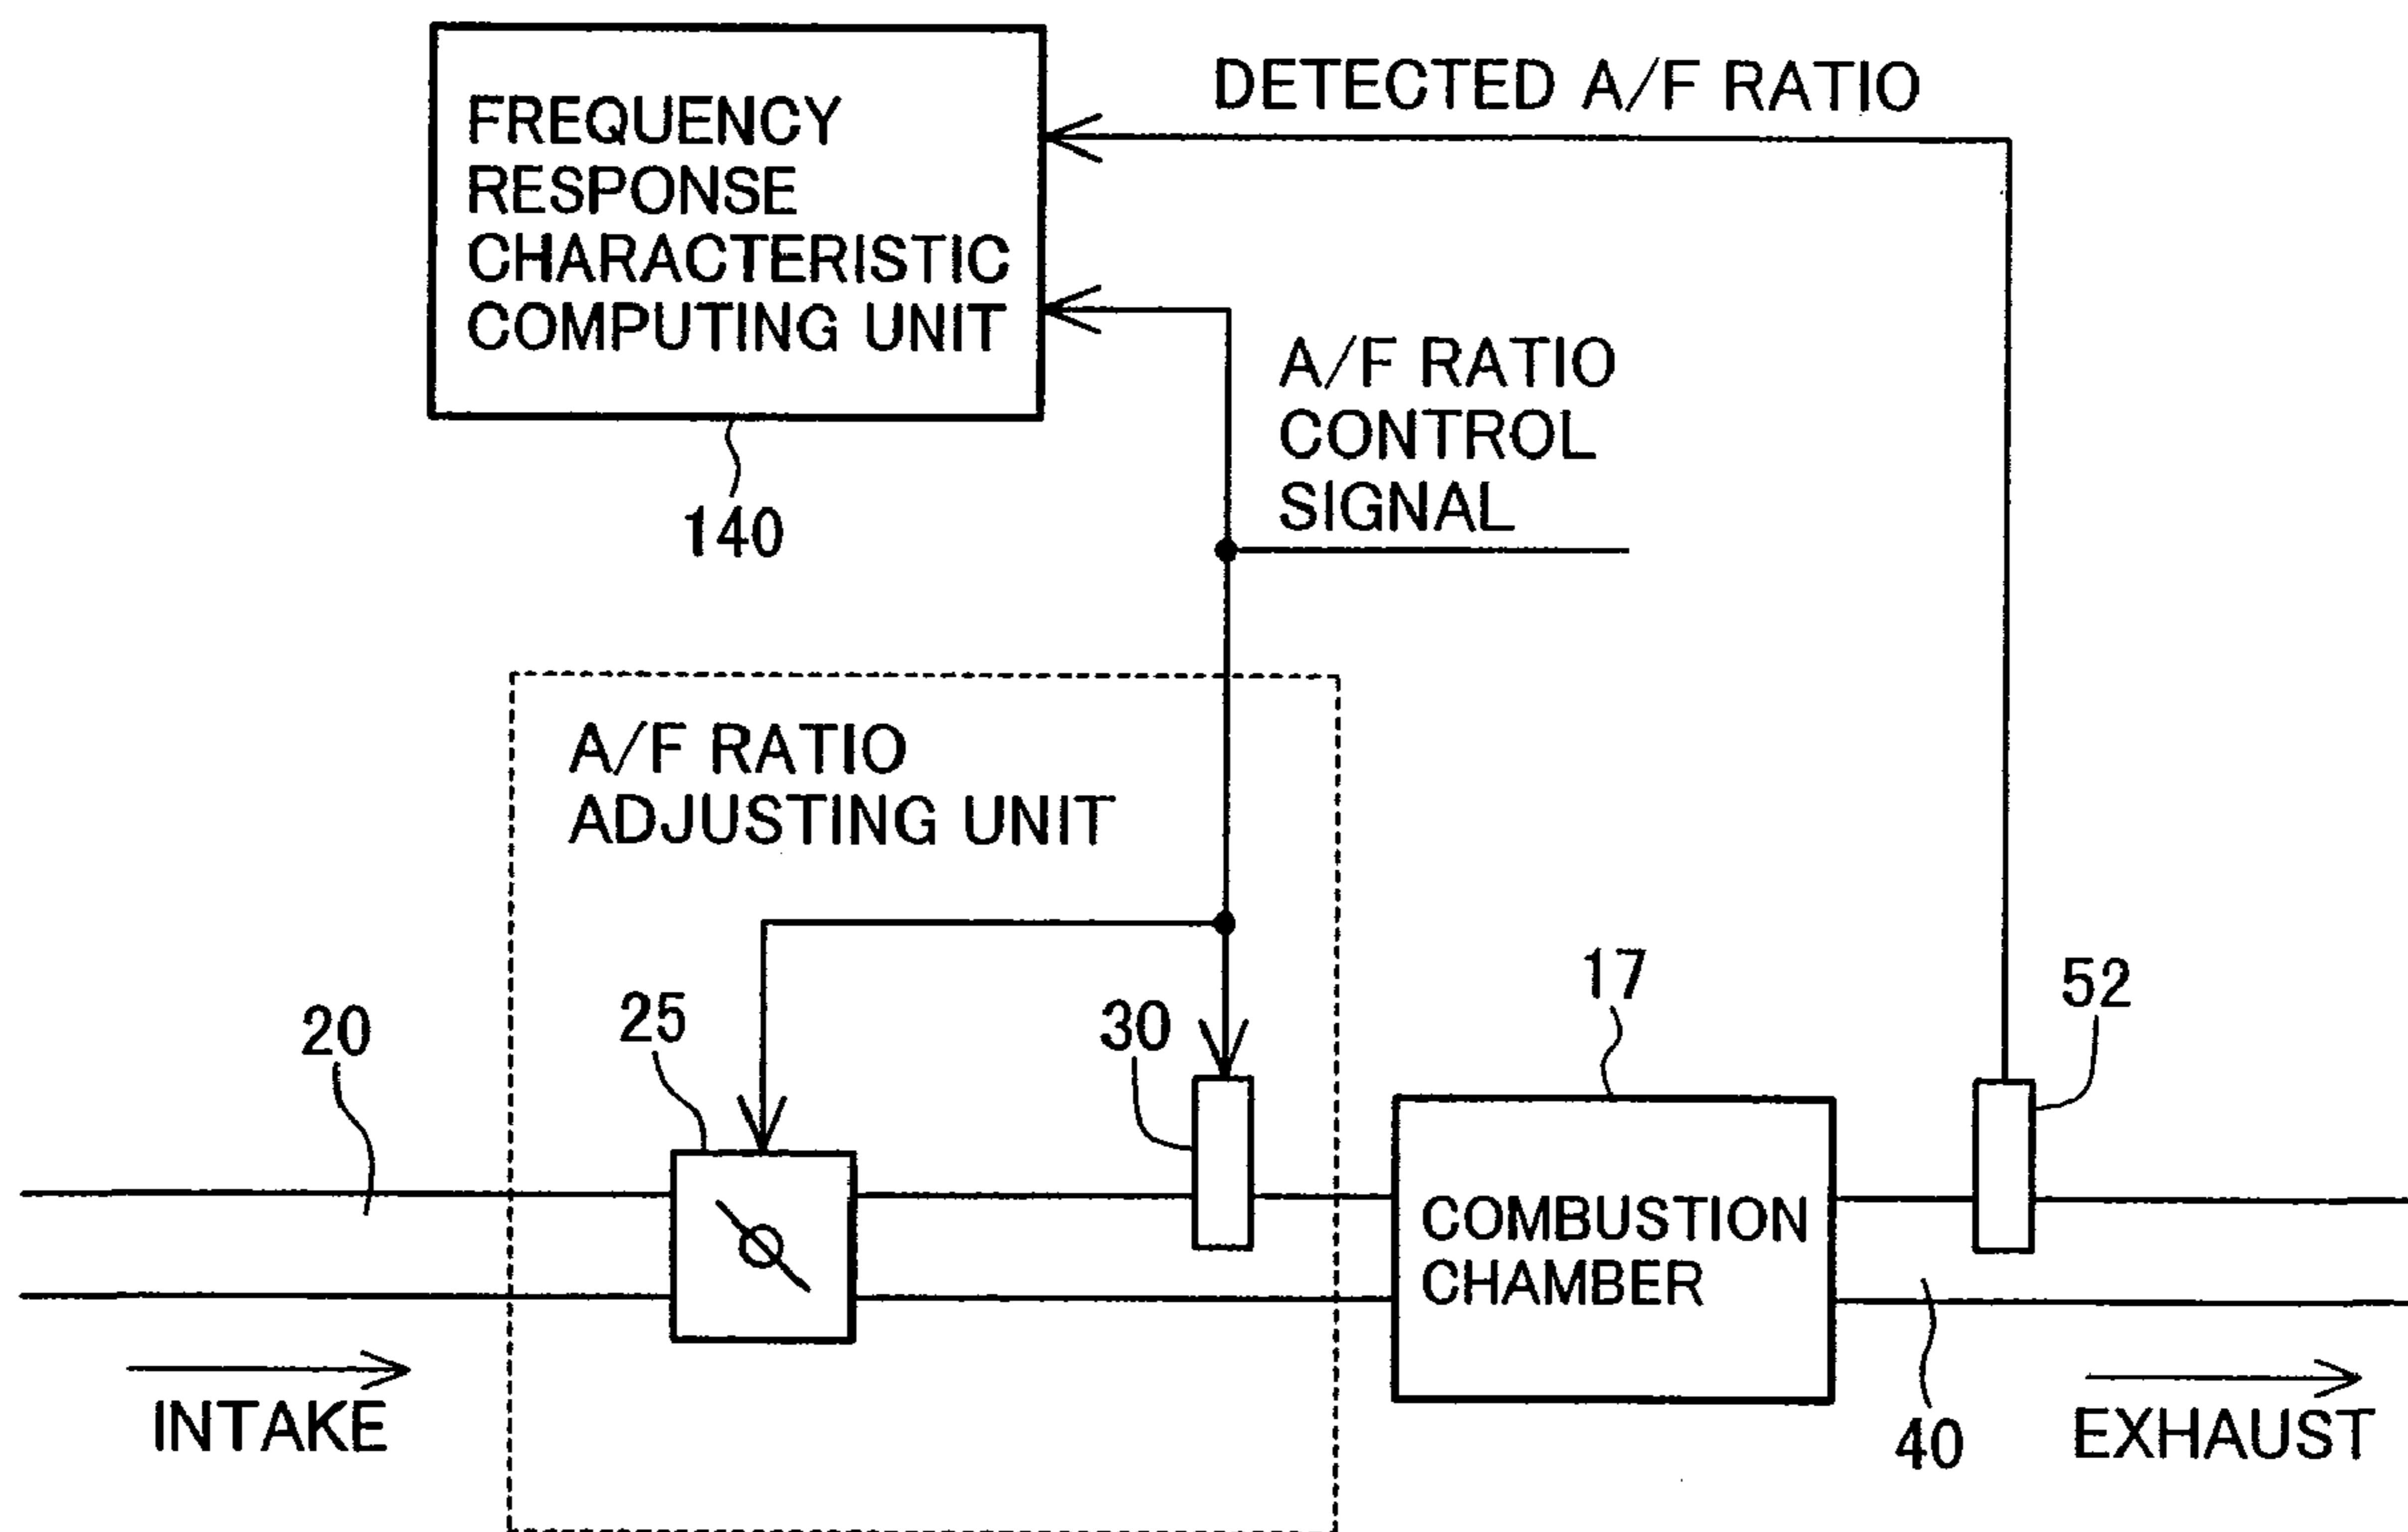 FREQUENCY
RESPONSE
CHARACTERISTIC
COMPUTING UNIT
140
DETECTED A/F RATIO
A/F RATIO
CONTROL
SIGNAL
A/F RATIO
ADJUSTING UNIT
20
25
30
17
52
COMBUSTION
CHAMBER
INTAKE
40
EXHAUST